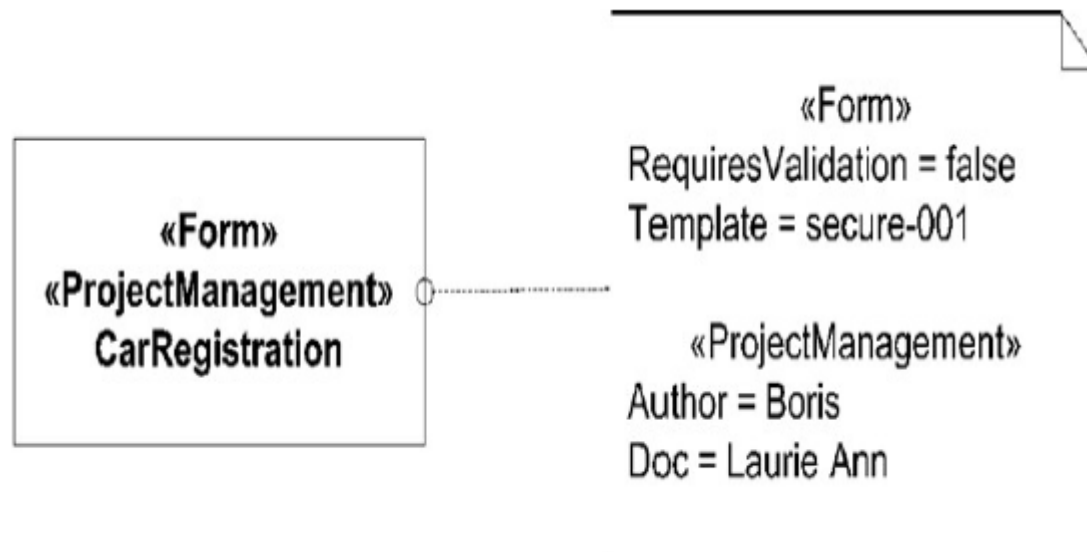 «Form»
«ProjectManagement»
CarRegistration
«Form»
RequiresValidation = false
Template = secure-001
«ProjectManagement»
Author = Boris
Doc = Laurie Ann